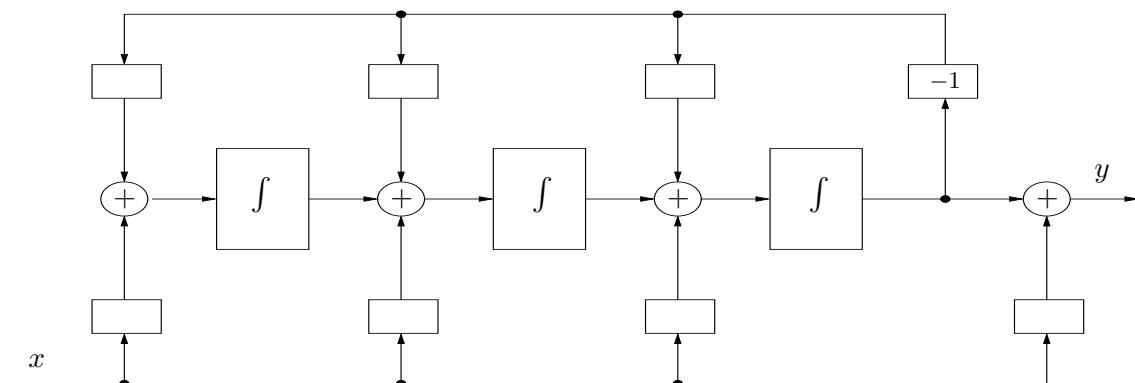 −1
y
+ ∫ + ∫ + ∫ +
x